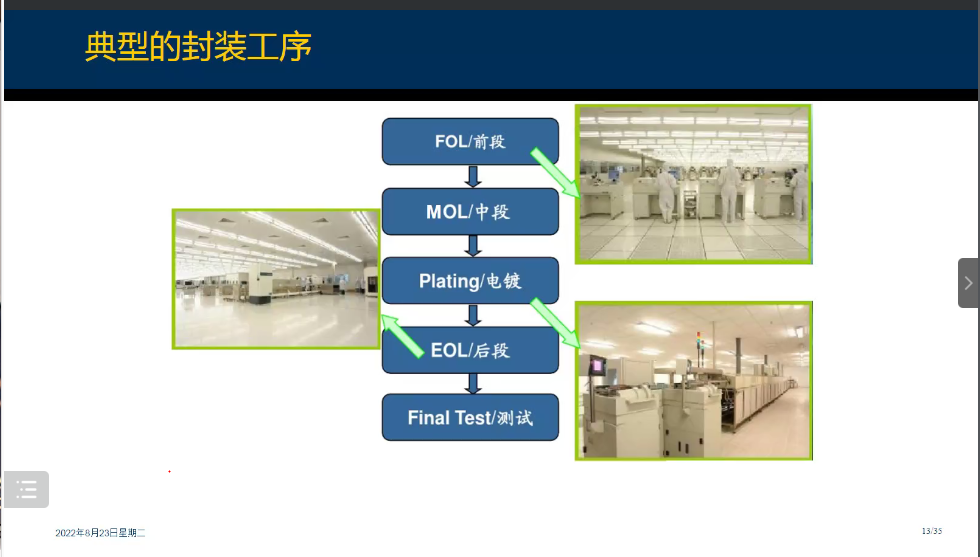 典型的封装工序
FOL/前段
MOL/中段
Plating/电镀
EOL/后段
Final Test/测试
2022年8月23日星期二
13/35